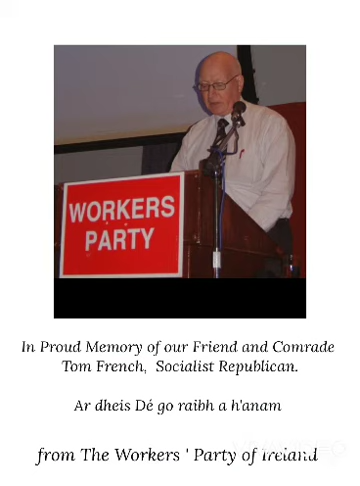 WORKERS
PARTY
In Proud Memory of our Friend and Comrade
Tom French, Socialist Republican.
Ar dheis Dé go raibh a h'anam
from The Workers ' Party of Ireland